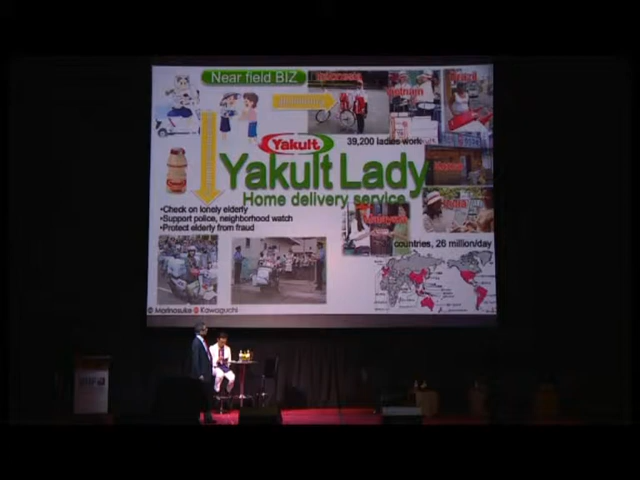 Near field BIZ
Indonesia
Vietnam
Brazil
Yakult
39,200 ladies work
Yakult Lady
Home delivery service
Korea
India
Malaysia
•Check on lonely elderly
•Support police, neighborhood watch
•Protect elderly from fraud
countries, 26 million/day
Morinosuke
Kawaguchi